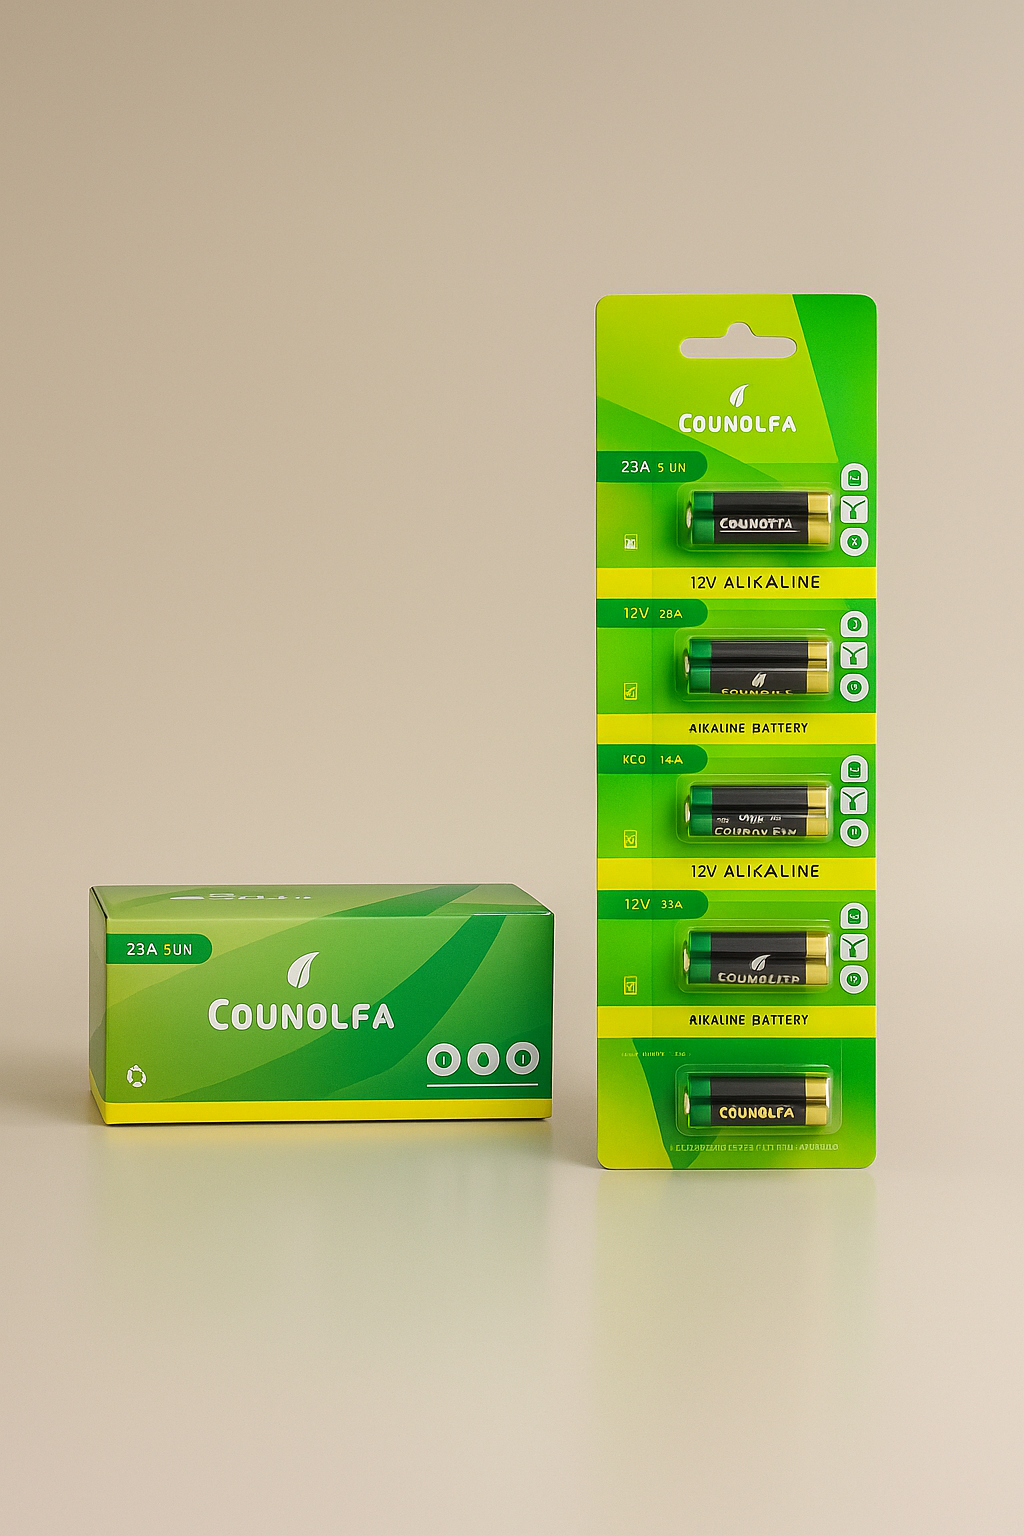 COUNOLFA
23A 5 UN
COUNOTTA
12V ALIKALINE
12V 28A
AIKALINE BATTERY
KCO 14A
12V ALIKALINE
12V 33A
COUMOLITP
AIKALINE BATTERY
COUNOLFA
23A 5UN
COUNOLFA